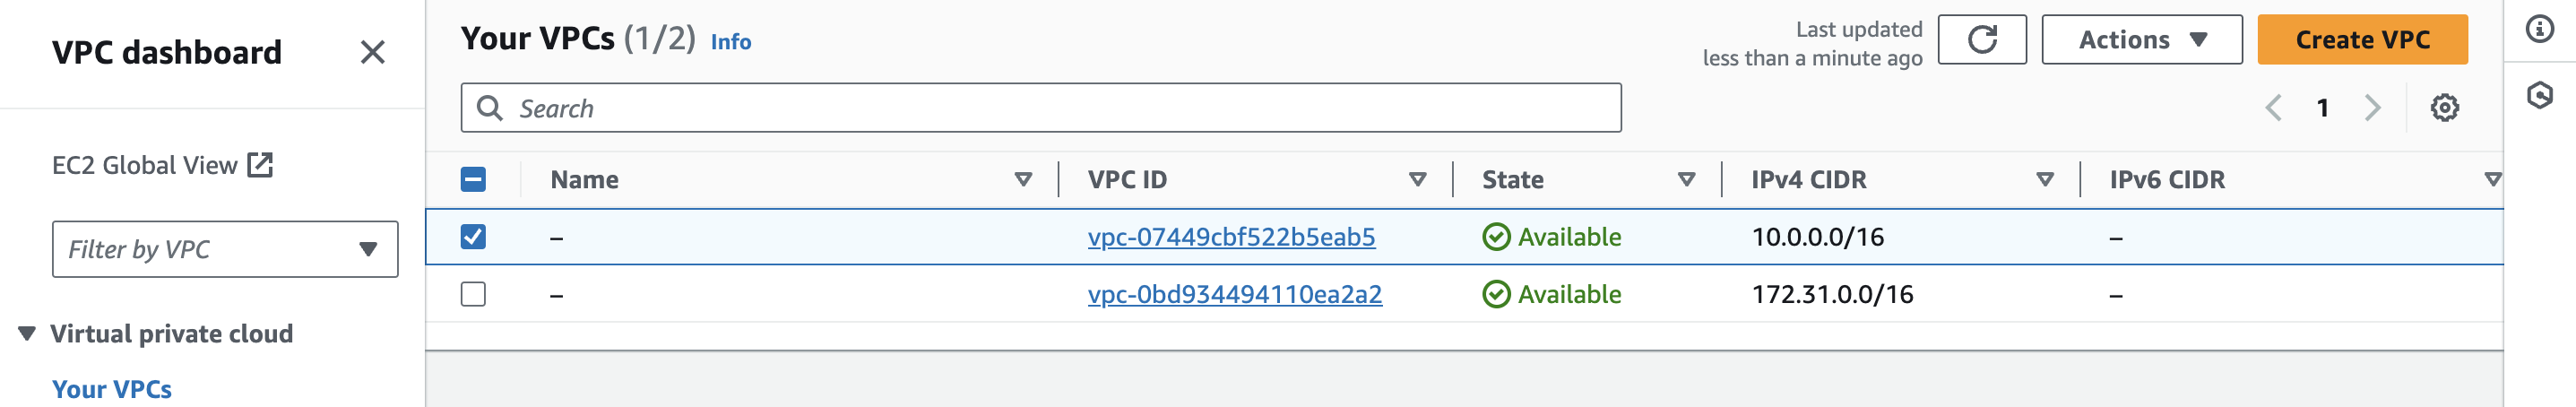 VPC dashboard
EC2 Global View
Filter by VPC
Virtual private cloud
Your VPCs
Your VPCs (1/2) Info
Last updated
less than a minute ago
Actions
Create VPC
Search
1
Name VPC ID State IPv4 CIDR IPv6 CIDR
– vpc-07449cbf522b5eab5 Available 10.0.0.0/16 –
– vpc-0bd934494110ea2a2 Available 172.31.0.0/16 –